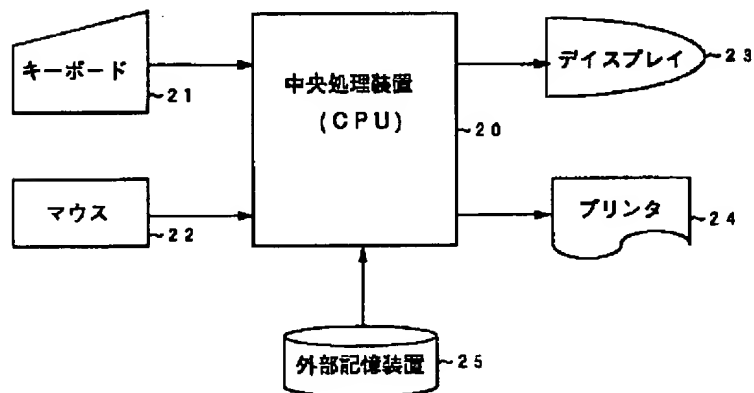 キーボード
~21
中央処理装置
(CPU)
~20
デイスプレイ
~23
マウス
~22
プリンタ
~24
外部記憶装置
~25